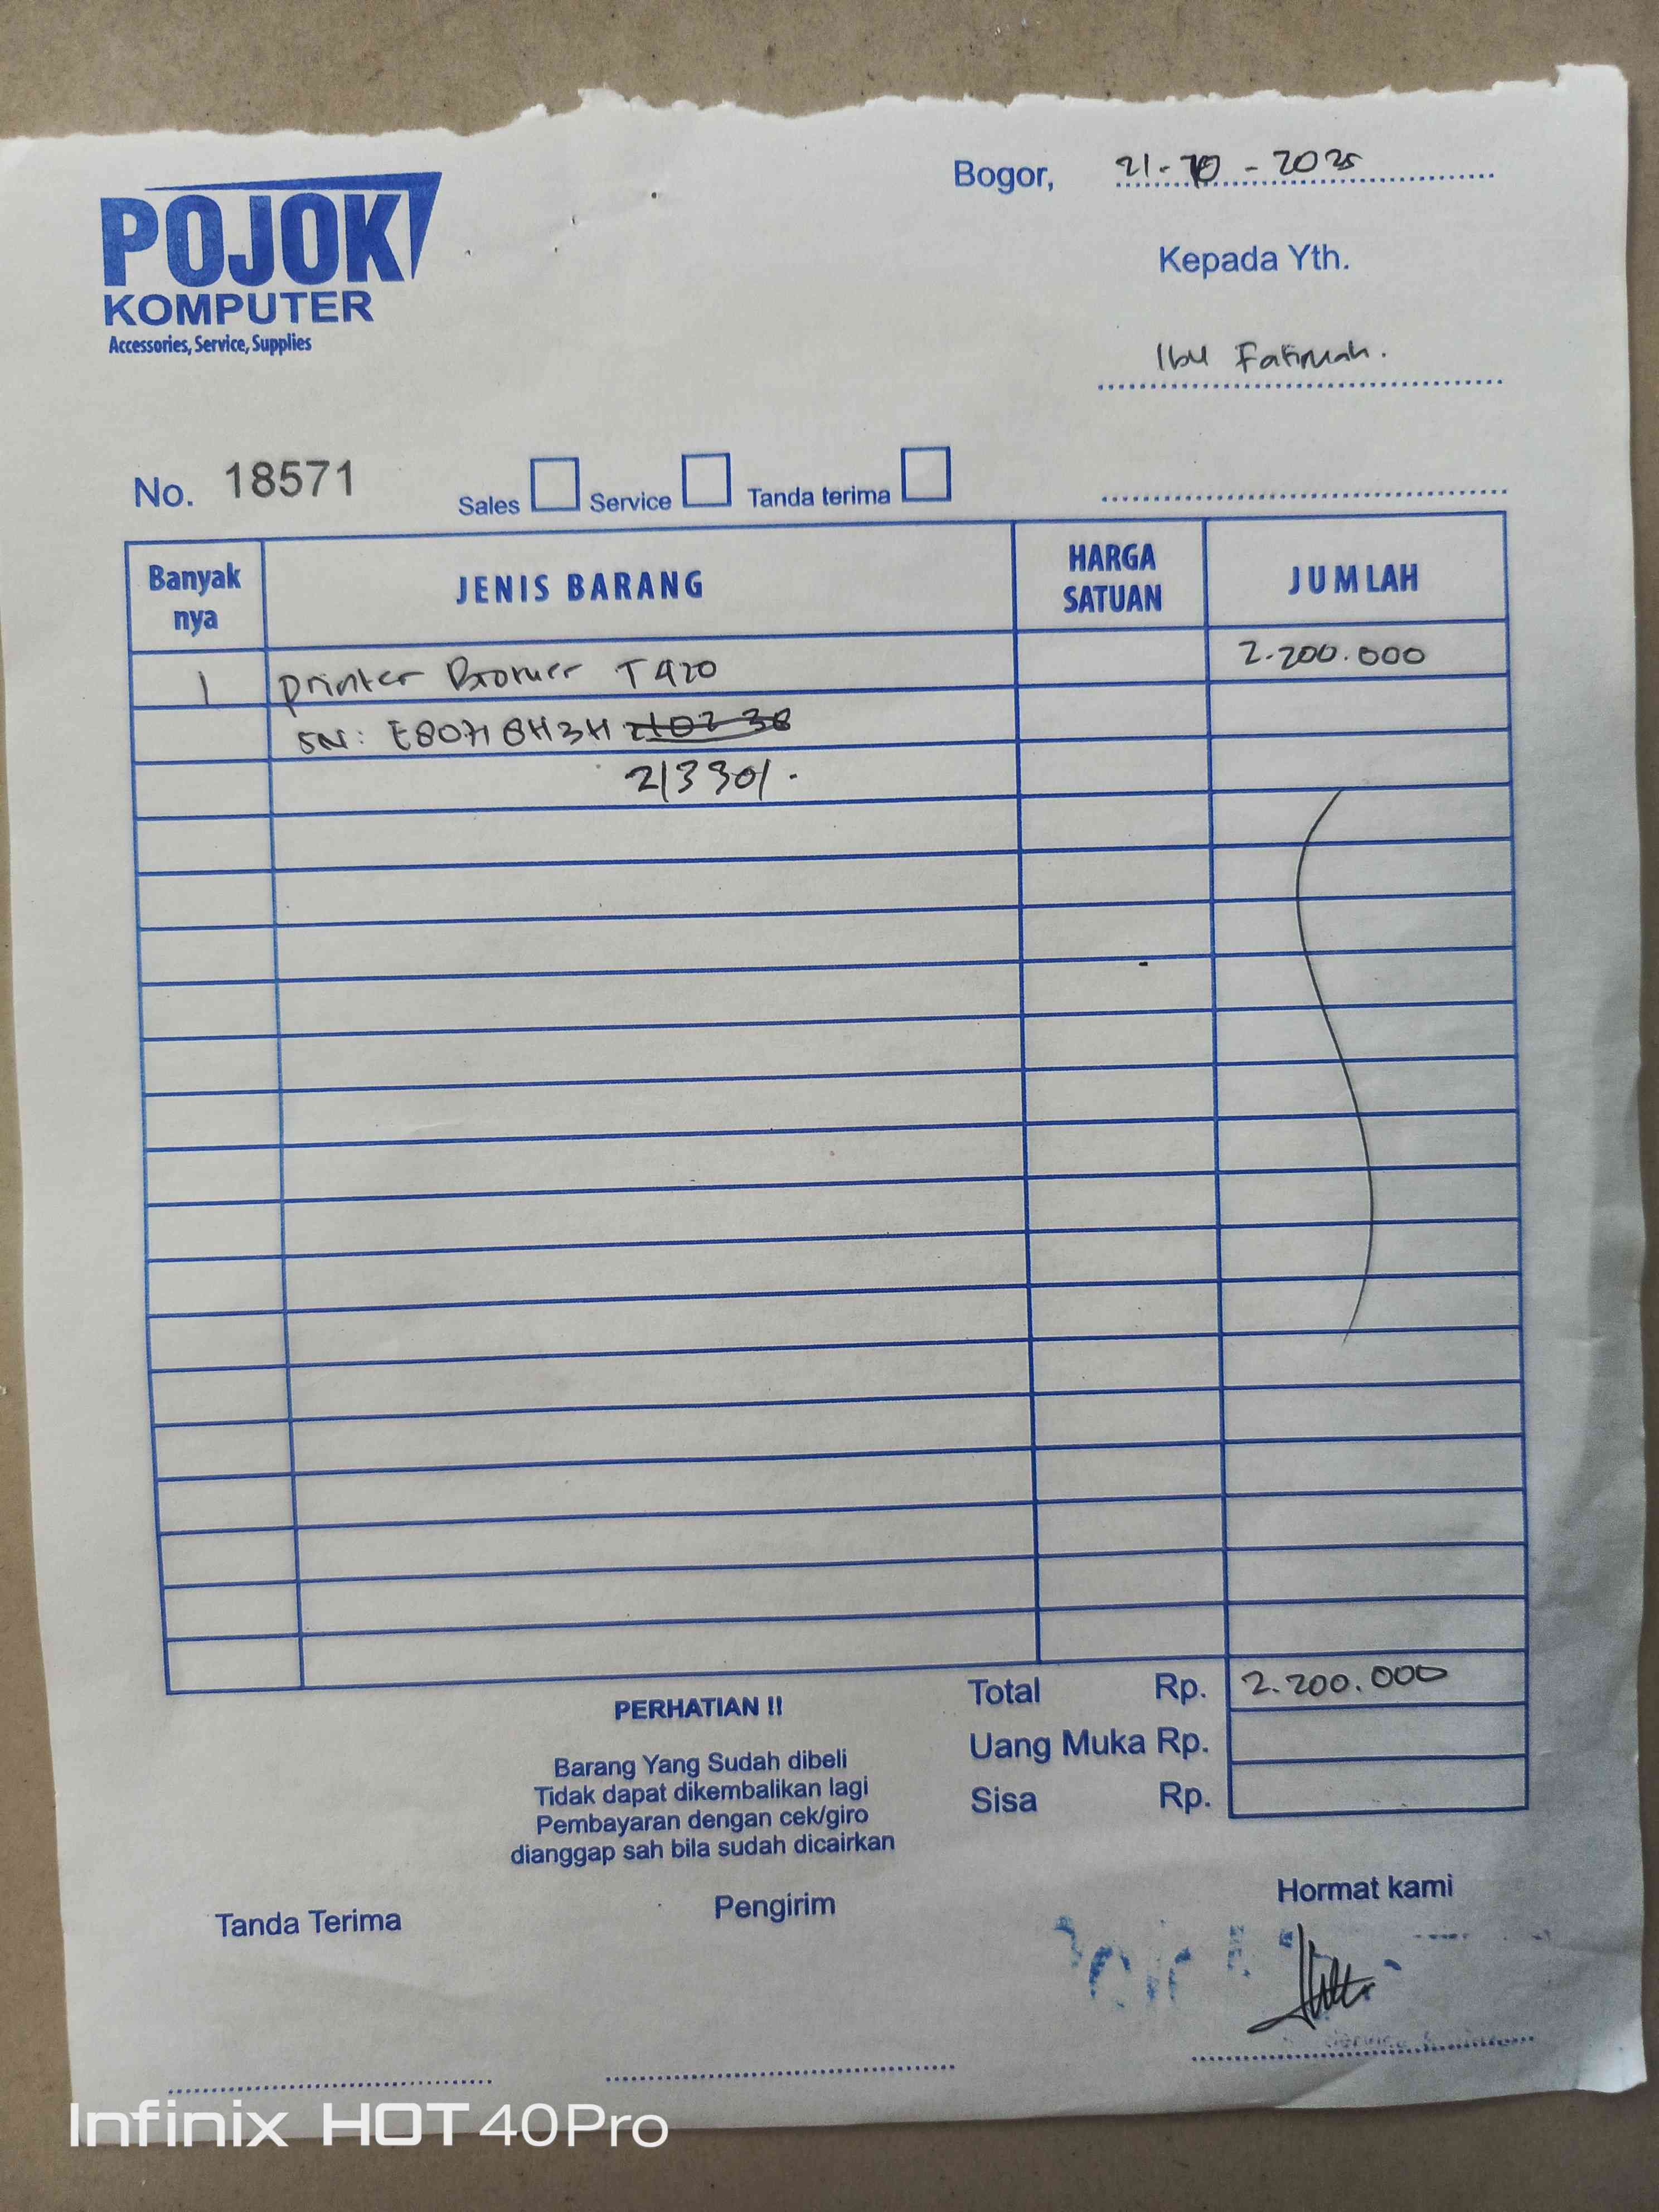 POJOK
KOMPUTER
Accessories, Service, Supplies
Bogor, 21-10-2025
Kepada Yth.
Ibu Fatimah.
No. 18571 Sales Service Tanda terima
Banyak nya JENIS BARANG HARGA SATUAN JUMLAH
1 printer Brother T420 2.200.000
SN: E80718H3H
213301.
Total Rp. 2.200.000
Uang Muka Rp.
Sisa Rp.
PERHATIAN !!
Barang Yang Sudah dibeli
Tidak dapat dikembalikan lagi
Pembayaran dengan cek/giro
dianggap sah bila sudah dicairkan
Tanda Terima Pengirim Hormat kami
Infinix HOT 40Pro